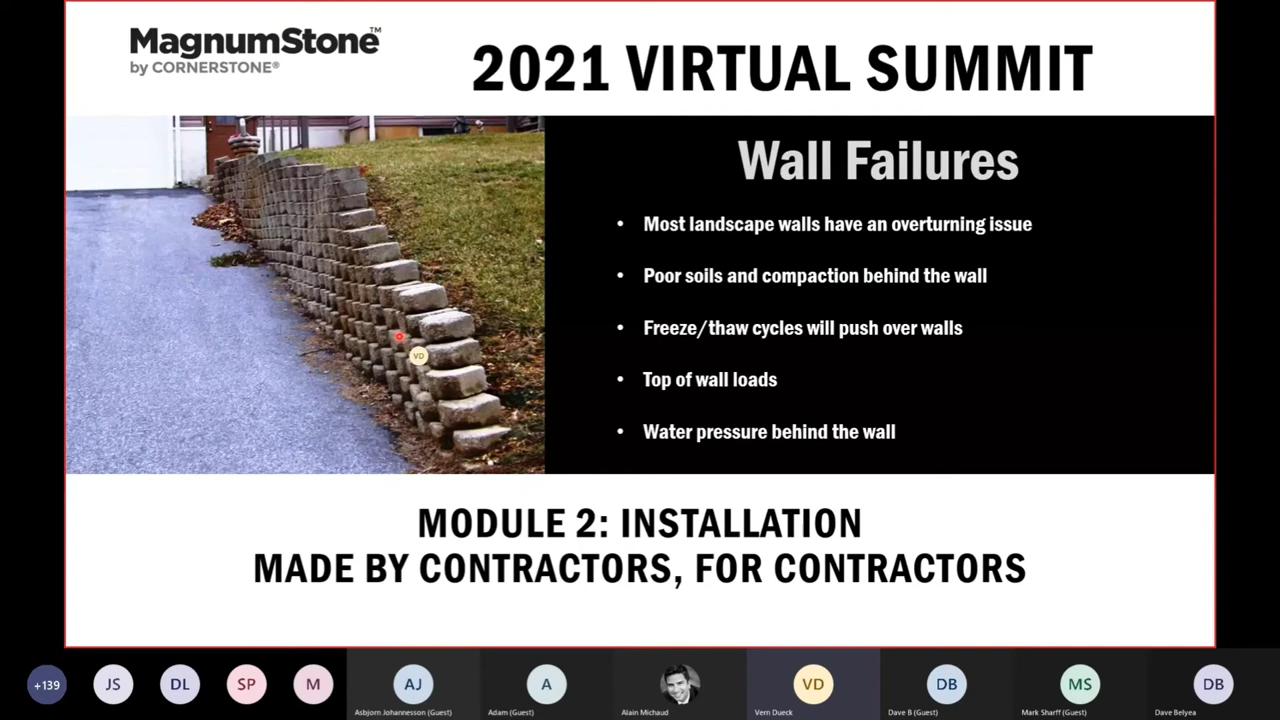 MagnumStone™
by CORNERSTONE®
2021 VIRTUAL SUMMIT
Wall Failures
• Most landscape walls have an overturning issue
• Poor soils and compaction behind the wall
• Freeze/thaw cycles will push over walls
• Top of wall loads
• Water pressure behind the wall
VD
MODULE 2: INSTALLATION
MADE BY CONTRACTORS, FOR CONTRACTORS
+139 JS DL SP M AJ A VD DB MS DB
Asbjorn Johannesson (Guest) Adam (Guest) Alain Michaud Vern Dueck Dave B (Guest) Mark Sharff (Guest) Dave Belyea